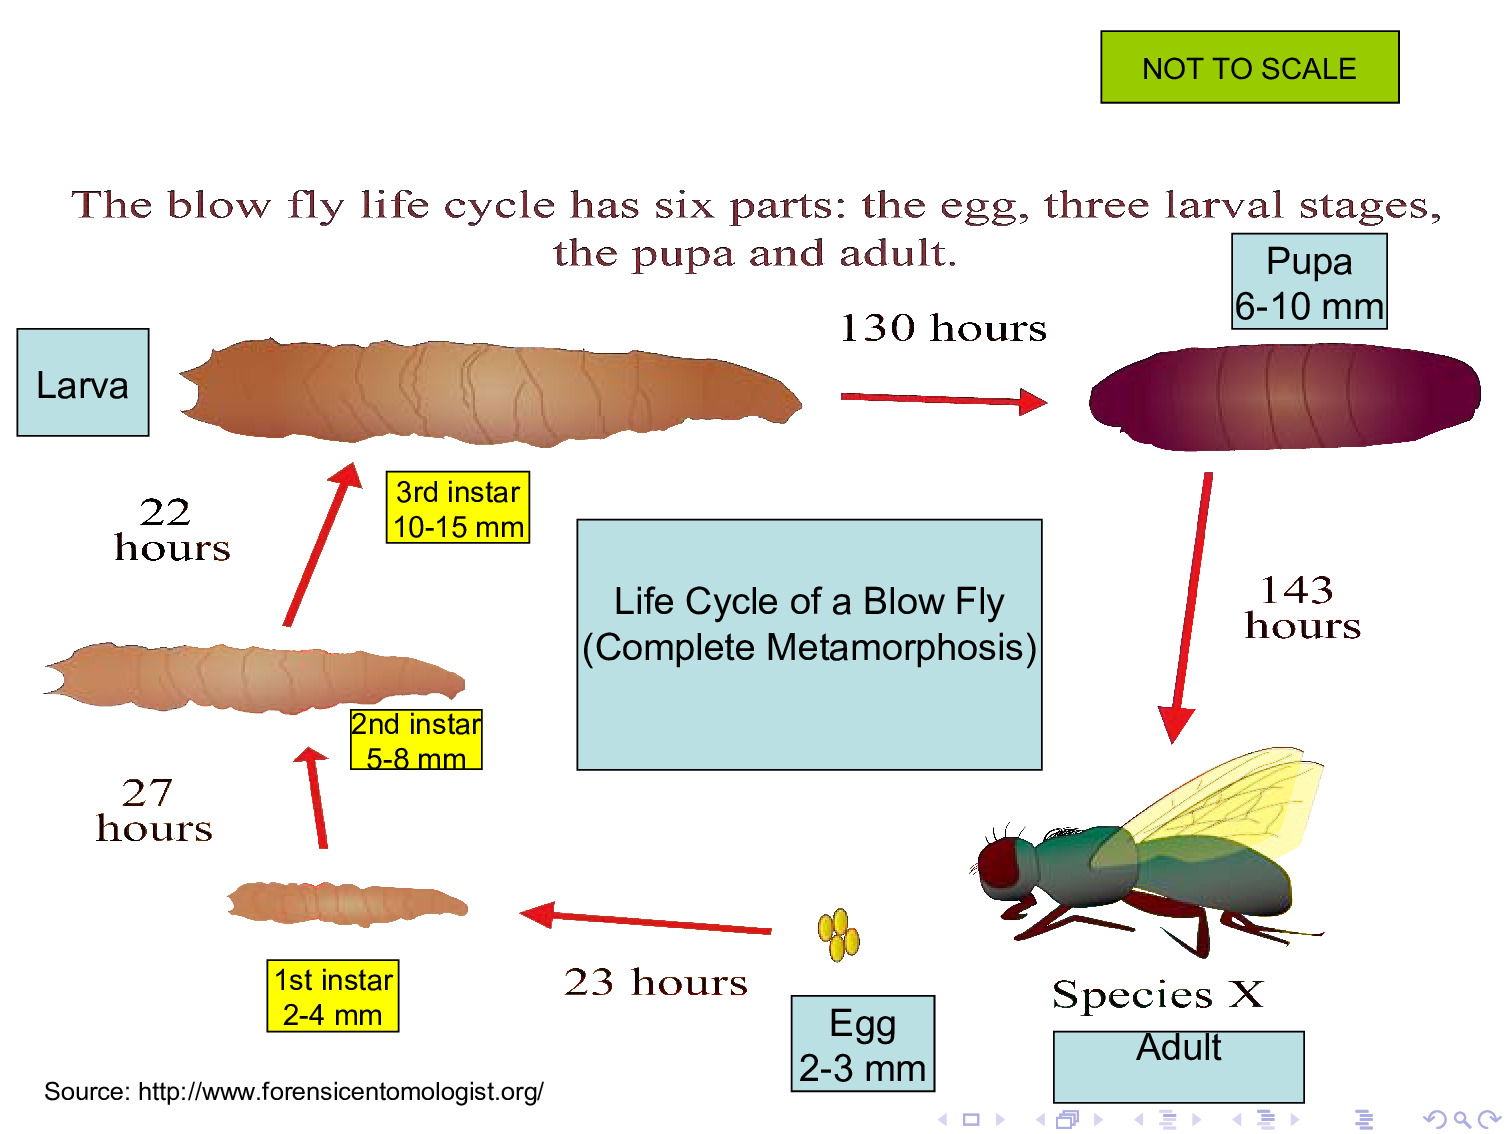 NOT TO SCALE
The blow fly life cycle has six parts: the egg, three larval stages,
the pupa and adult.
Pupa
6-10 mm
130 hours
Larva
3rd instar
10-15 mm
22
hours
Life Cycle of a Blow Fly
(Complete Metamorphosis)
143
hours
2nd instar
5-8 mm
27
hours
1st instar
2-4 mm
23 hours
Egg
2-3 mm
Species X
Adult
Source: http://www.forensicentomologist.org/